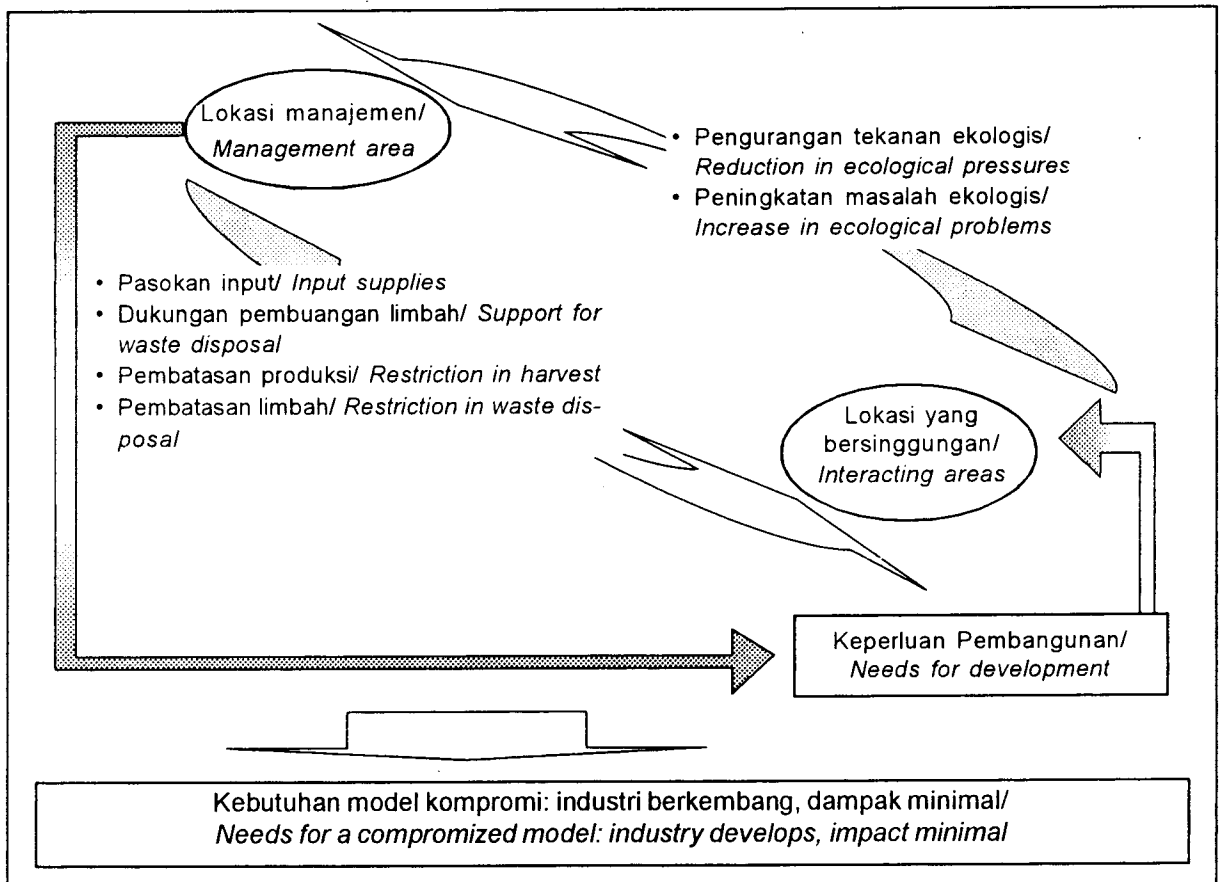 Lokasi manajemen/
Management area
• Pengurangan tekanan ekologis/
Reduction in ecological pressures
• Peningkatan masalah ekologis/
Increase in ecological problems
• Pasokan input/ Input supplies
• Dukungan pembuangan limbah/ Support for
waste disposal
• Pembatasan produksi/ Restriction in harvest
• Pembatasan limbah/ Restriction in waste dis-
posal
Lokasi yang
bersinggungan/
Interacting areas
Keperluan Pembangunan/
Needs for development
Kebutuhan model kompromi: industri berkembang, dampak minimal/
Needs for a compromized model: industry develops, impact minimal